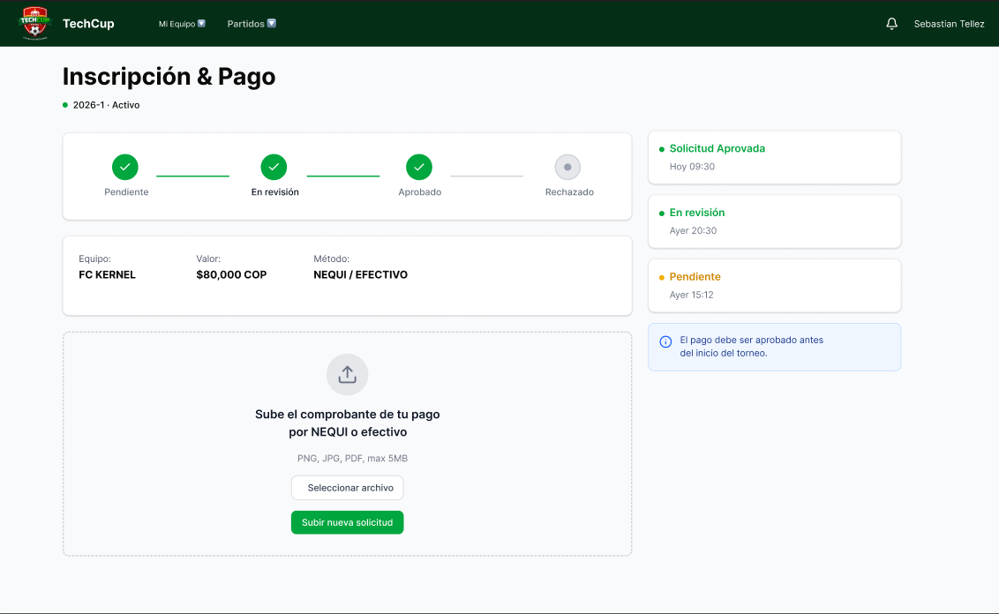 TECHCUP
TechCup
Mi Equipo
Partidos
Sebastian Tellez
Inscripción & Pago
2026-1 · Activo
Pendiente
En revisión
Aprobado
Rechazado
Equipo:
FC KERNEL
Valor:
$80,000 COP
Método:
NEQUI / EFECTIVO
Sube el comprobante de tu pago
por NEQUI o efectivo
PNG, JPG, PDF, max 5MB
Seleccionar archivo
Subir nueva solicitud
Solicitud Aprovada
Hoy 09:30
En revisión
Ayer 20:30
Pendiente
Ayer 15:12
El pago debe ser aprobado antes
del inicio del torneo.